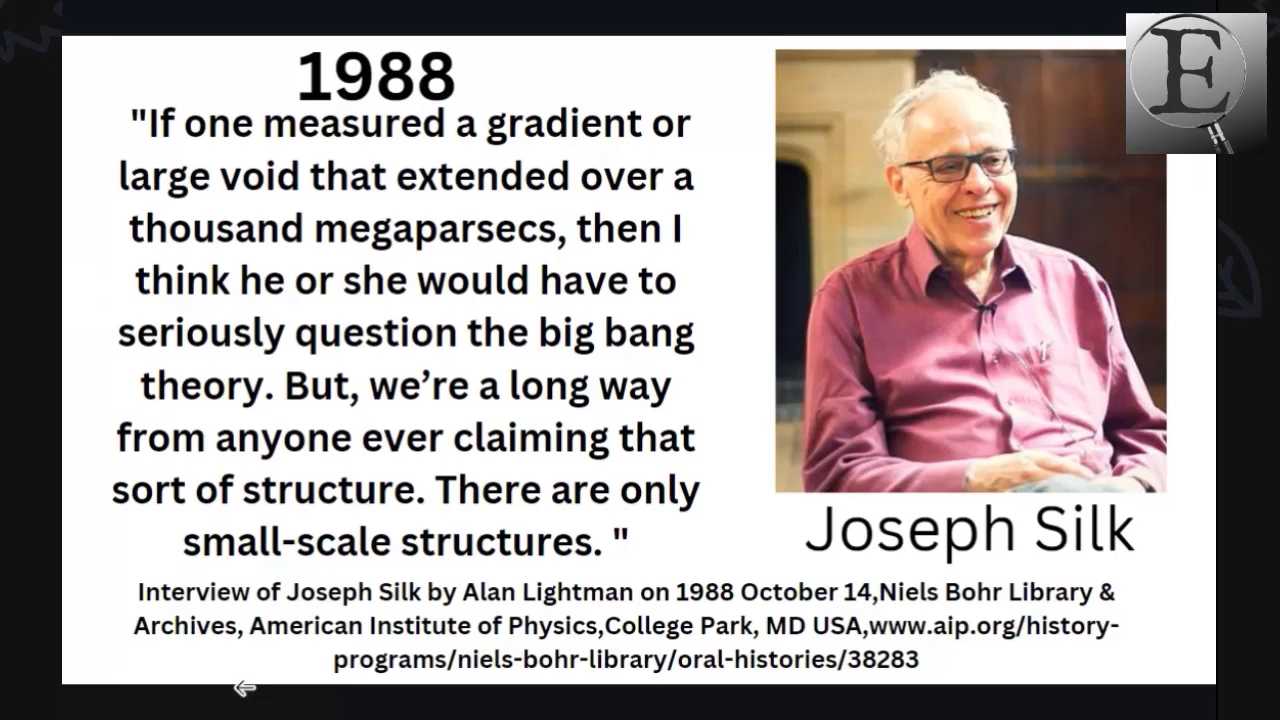 1988
"If one measured a gradient or
large void that extended over a
thousand megaparsecs, then I
think he or she would have to
seriously question the big bang
theory. But, we’re a long way
from anyone ever claiming that
sort of structure. There are only
small-scale structures. "
E
Joseph Silk
Interview of Joseph Silk by Alan Lightman on 1988 October 14,Niels Bohr Library &
Archives, American Institute of Physics,College Park, MD USA,www.aip.org/history-
programs/niels-bohr-library/oral-histories/38283